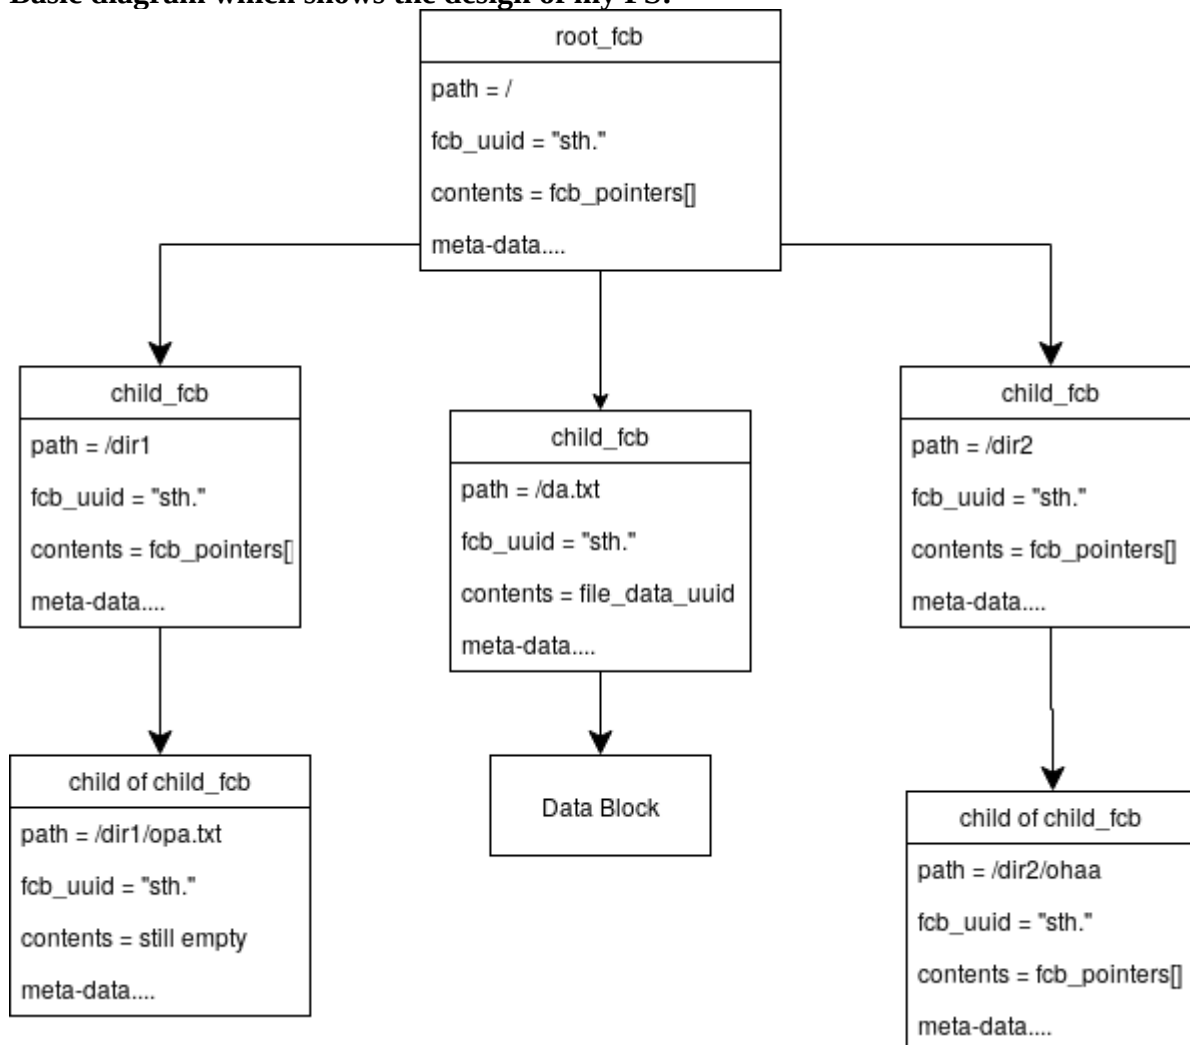 Basic diagram which shows the design of my FS:
root_fcb
path = /
fcb_uuid = "sth."
contents = fcb_pointers[]
meta-data....
child_fcb
path = /dir1
fcb_uuid = "sth."
contents = fcb_pointers[]
meta-data....
child_fcb
path = /da.txt
fcb_uuid = "sth."
contents = file_data_uuid
meta-data....
child_fcb
path = /dir2
fcb_uuid = "sth."
contents = fcb_pointers[]
meta-data....
child of child_fcb
path = /dir1/opa.txt
fcb_uuid = "sth."
contents = still empty
meta-data....
Data Block
child of child_fcb
path = /dir2/ohaa
fcb_uuid = "sth."
contents = fcb_pointers[]
meta-data....